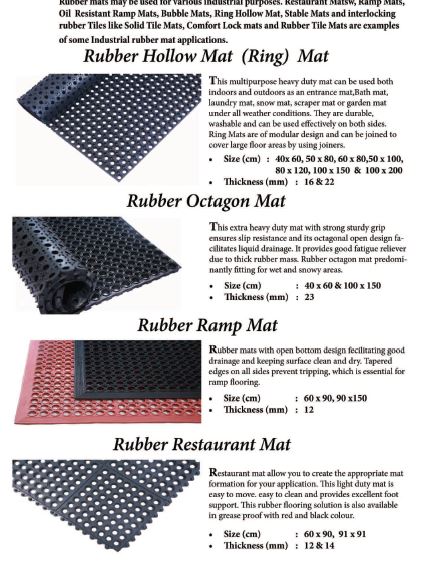 Rubber mats may be used for various industrial purposes. Restaurant Matsw, Ramp Mats,
Oil Resistant Ramp Mats, Bubble Mats, Ring Hollow Mat, Stable Mats and interlocking
rubber Tiles like Solid Tile Mats, Comfort Lock mats and Rubber Tile Mats are examples
of some Industrial rubber mat applications.
Rubber Hollow Mat (Ring) Mat
This multipurpose heavy duty mat can be used both
indoors and outdoors as an entrance mat,Bath mat,
laundry mat, snow mat, scraper mat or garden mat
under all weather conditions. They are durable,
washable and can be used effectively on both sides.
Ring Mats are of modular design and can be joined to
cover large floor areas by using joiners.
• Size (cm) : 40x 60, 50 x 80, 60 x 80,50 x 100,
80 x 120, 100 x 150 & 100 x 200
• Thickness (mm) : 16 & 22
Rubber Octagon Mat
This extra heavy duty mat with strong sturdy grip
ensures slip resistance and its octagonal open design fa-
cilitates liquid drainage. It provides good fatigue reliever
due to thick rubber mass. Rubber octagon mat predomi-
nantly fitting for wet and snowy areas.
• Size (cm) : 40 x 60 & 100 x 150
• Thickness (mm) : 23
Rubber Ramp Mat
Rubber mats with open bottom design fecilitating good
drainage and keeping surface clean and dry. Tapered
edges on all sides prevent tripping, which is essential for
ramp flooring.
• Size (cm) : 60 x 90, 90 x150
• Thickness (mm) : 12
Rubber Restaurant Mat
Restaurant mat allow you to create the appropriate mat
formation for your application. This light duty mat is
easy to move. easy to clean and provides excellent foot
support. This rubber flooring solution is also available
in grease proof with red and black colour.
• Size (cm) : 60 x 90, 91 x 91
• Thickness (mm) : 12 & 14